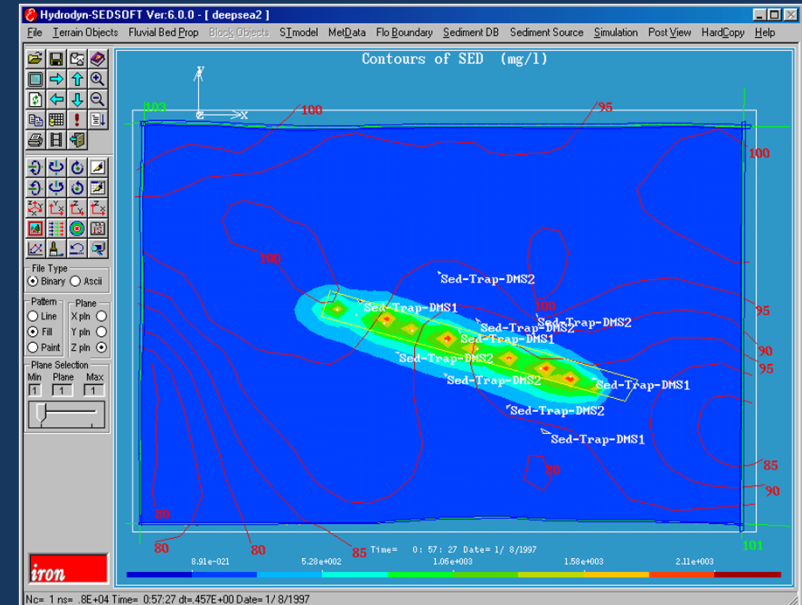 Hydrodyn-SEDSOFT Ver:6.0.0 - [ deepsea2 ]
File Terrain Objects Fluvial Bed Prop Block Objects STmodel MetData Flo Boundary Sediment DB Sediment Source Simulation Post View HardCopy Help
Contours of SED (mg/l)
Y
Z X
103
100
95
100
100
Sed-Trap-DMS2
100
Sed-Trap-DMS1
Sed-Trap-DMS2
Sed-Trap-DMS2
95
Sed-Trap-DMS1
90
Sed-Trap-DMS2
95
Sed-Trap-DMS2
Sed-Trap-DMS1
Sed-Trap-DMS2
Sed-Trap-DMS1
80
85
90
80
80
80
85
101
Time= 0: 57: 27 Date= 1/ 8/1997
8.91e-021 5.28e+002 1.06e+003 1.58e+003 2.11e+003
File Type
Binary Ascii
Pattern Plane
Line X pln
Fill Y pln
Paint Z pln
Plane Selection
Min Plane Max
1 1 1
iron
Nc= 1 ns= .8E+04 Time= 0:57:27 dt=.457E+00 Date= 1/ 8/1997